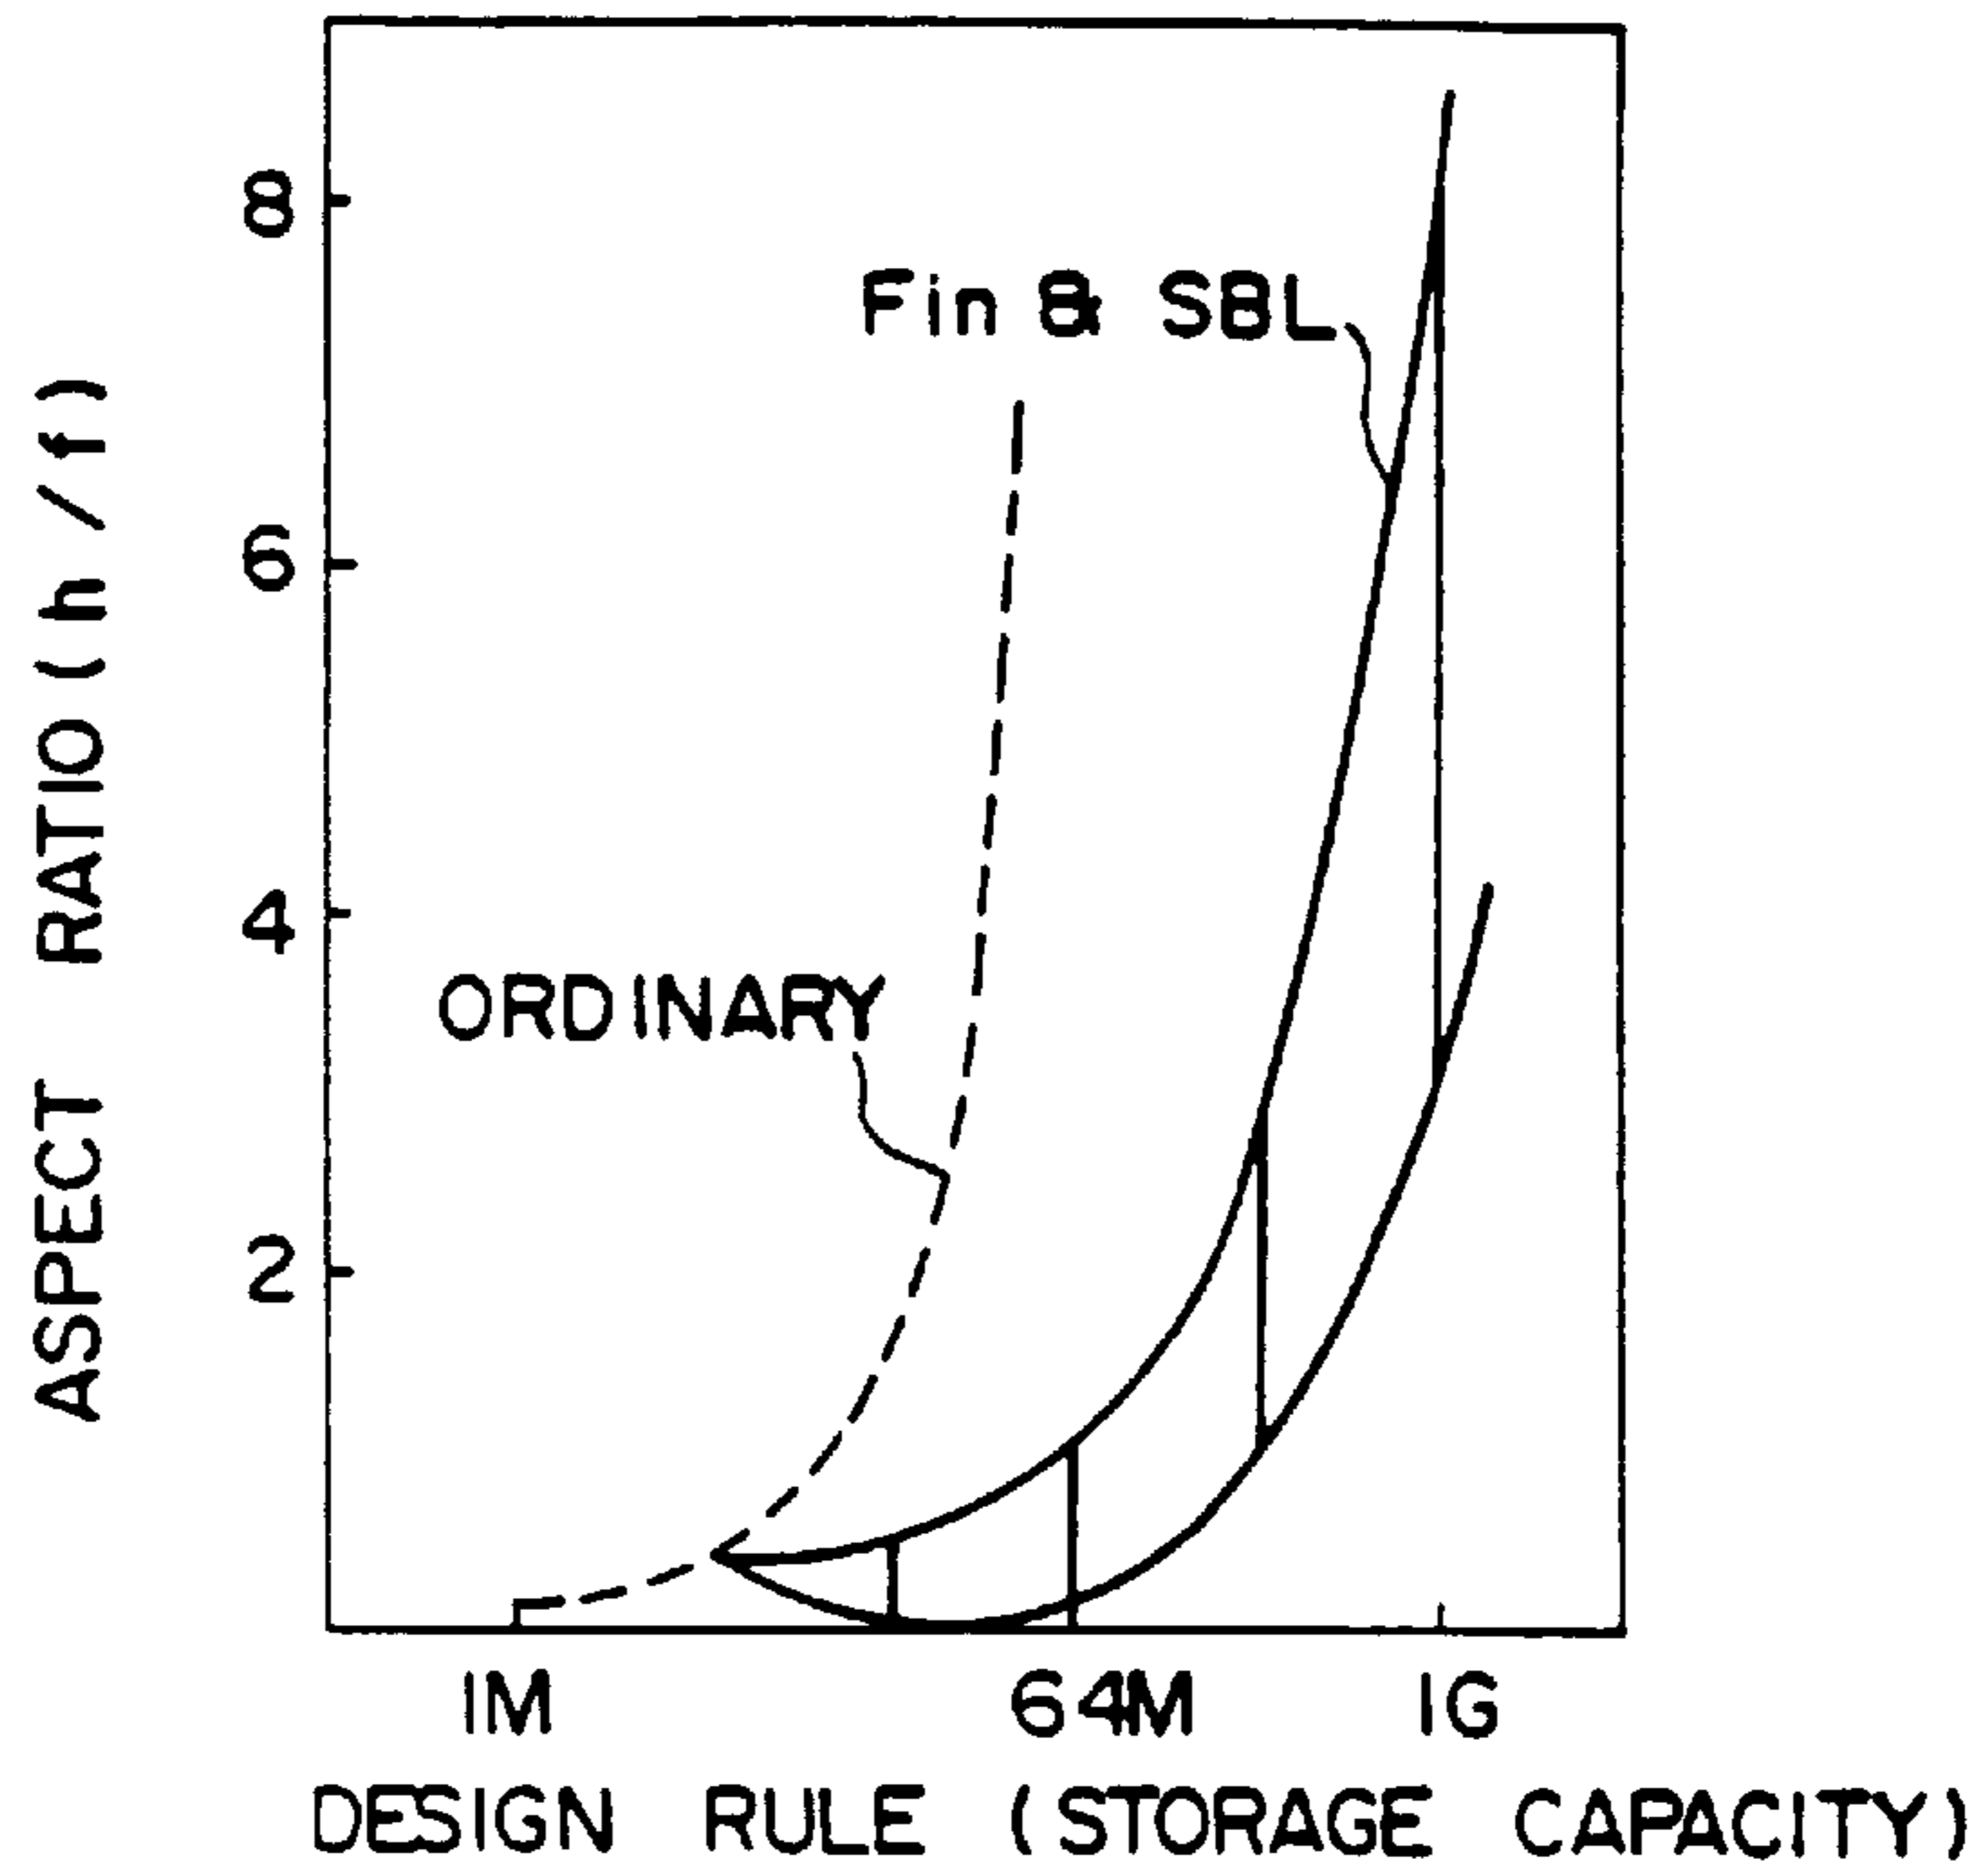 ASPECT RATIO (h/f)
8
6
4
2
Fin & SBL
ORDINARY
1M 64M 1G
DESIGN RULE (STORAGE CAPACITY)